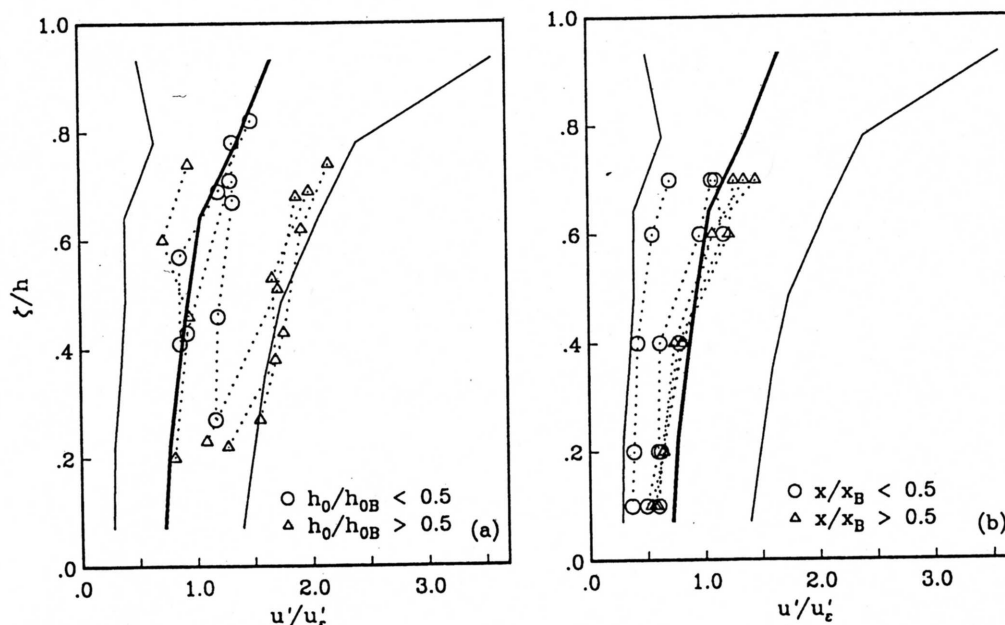 1.0
.8
.6
.4
.2
.0
ζ/h
.0
1.0
2.0
3.0
u'/u'ε
○ h₀/h₀B < 0.5
△ h₀/h₀B > 0.5
(a)
1.0
.8
.6
.4
.2
.0
.0
1.0
2.0
3.0
u'/u'ε
○ x/xB < 0.5
△ x/xB > 0.5
(b)